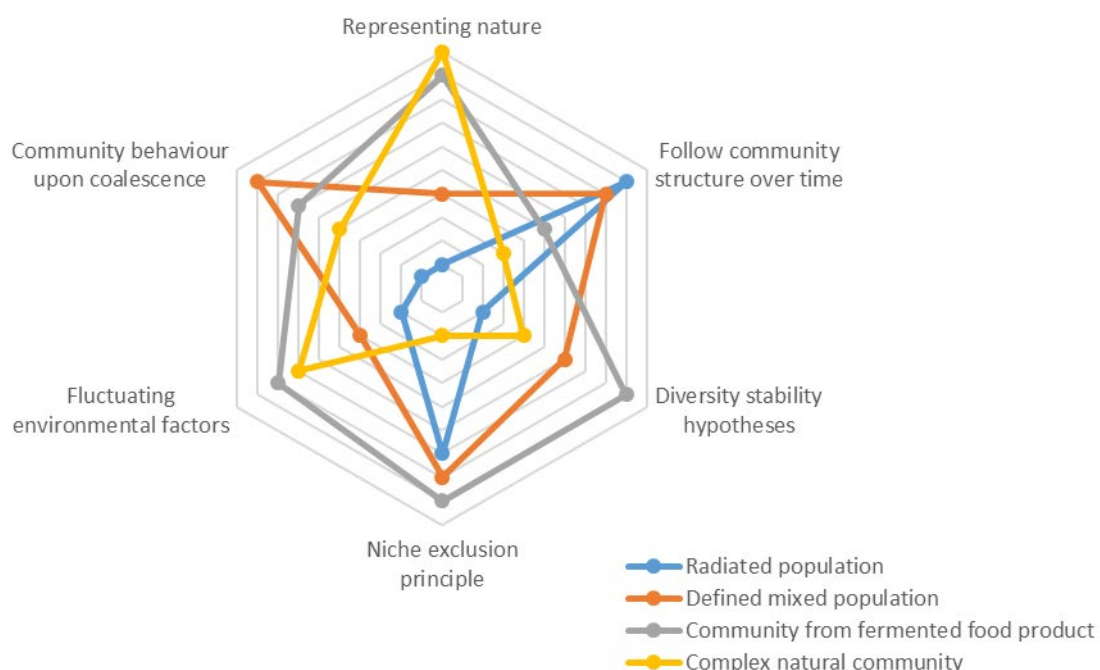 Representing nature
Community behaviour
upon coalescence
Follow community
structure over time
Fluctuating
environmental factors
Diversity stability
hypotheses
Niche exclusion
principle
Radiated population
Defined mixed population
Community from fermented food product
Complex natural community